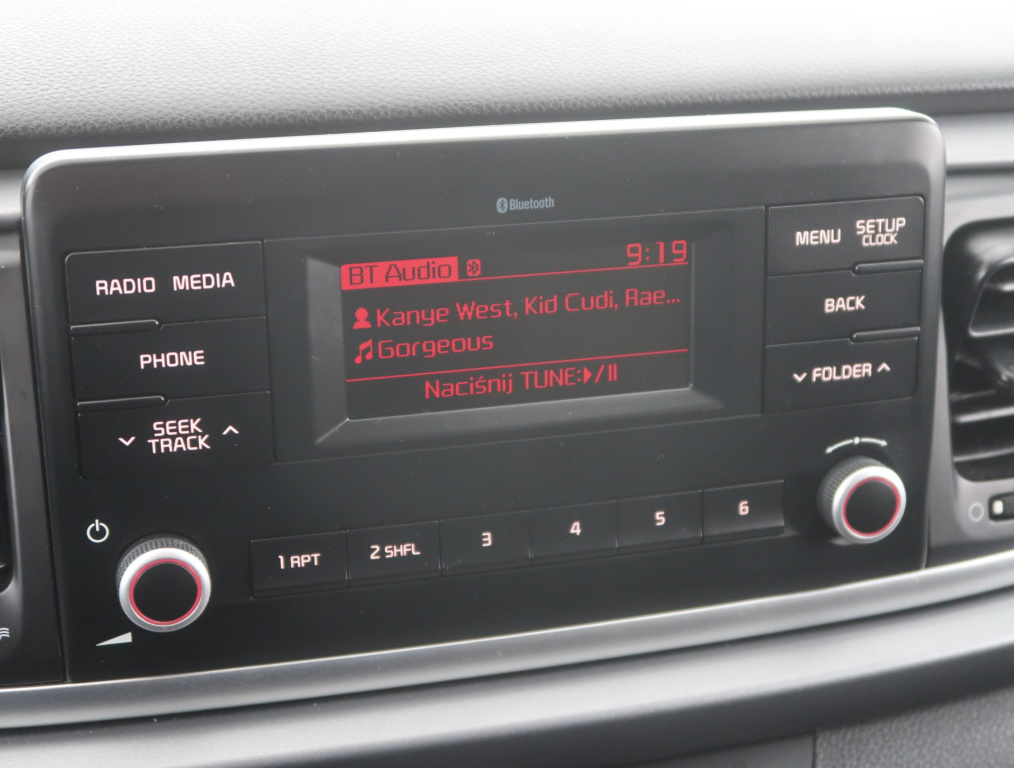 Bluetooth
RADIO MEDIA
PHONE
SEEK
TRACK
BT Audio 9:19
Kanye West, Kid Cudi, Rae...
Gorgeous
Naciśnij TUNE:▶/II
MENU SETUP
CLOCK
BACK
FOLDER
1 RPT 2 SHFL 3 4 5 6